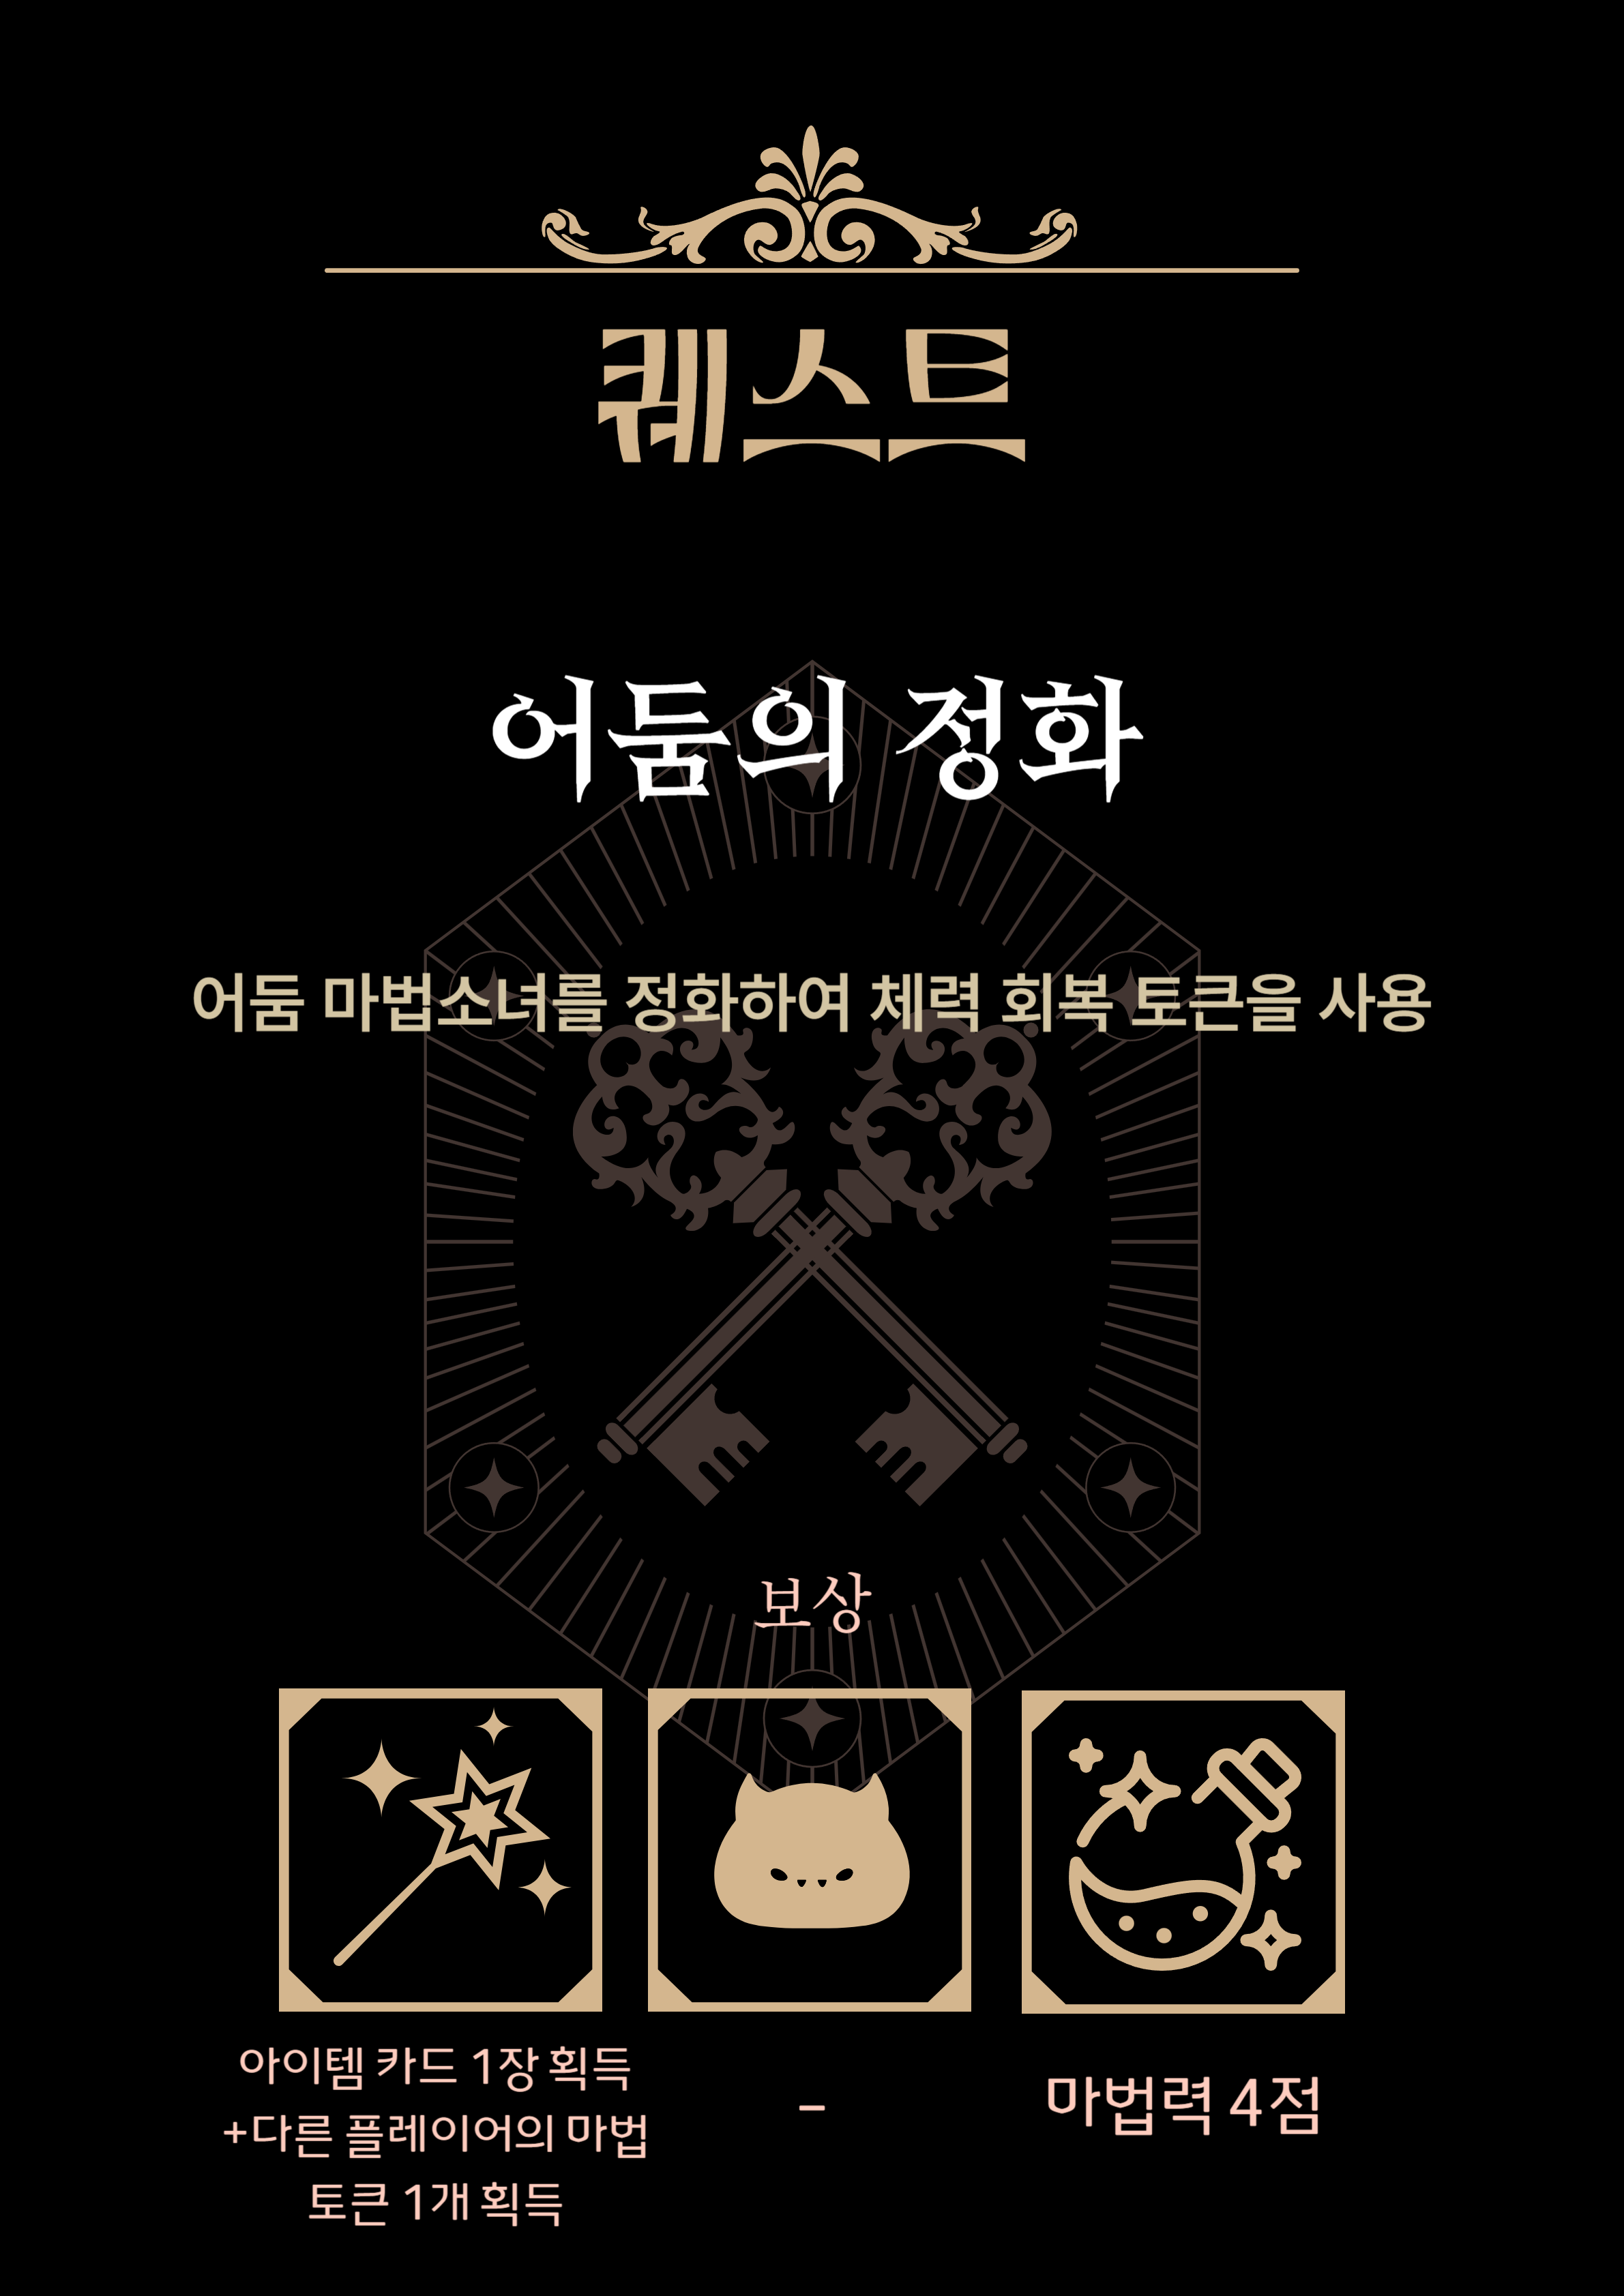 퀘스트
어둠의 정화
어둠 마법소녀를 정화하여 체력 회복 토큰을 사용
보상
아이템 카드 1장 획득
+다른 플레이어의 마법
토큰 1개 획득
-
마법력 4점